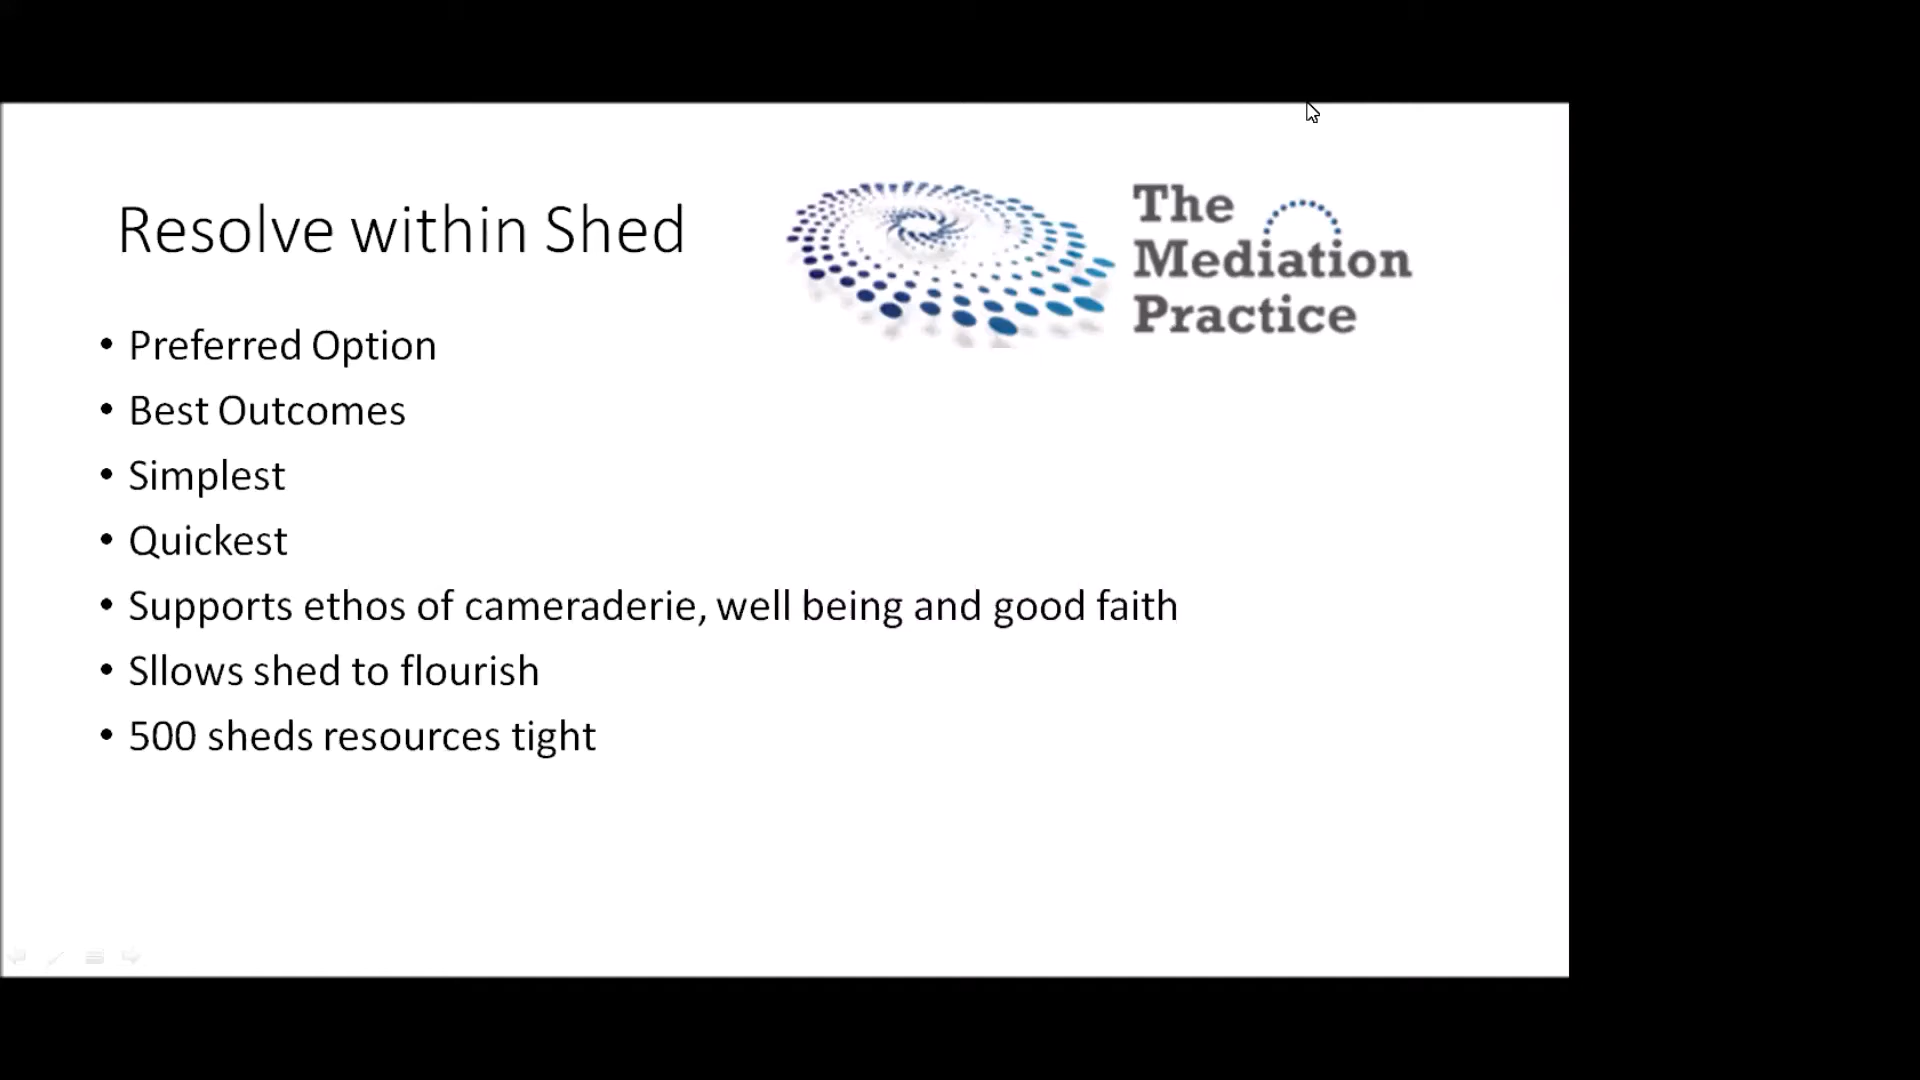 Resolve within Shed
The
Mediation
Practice
• Preferred Option
• Best Outcomes
• Simplest
• Quickest
• Supports ethos of cameraderie, well being and good faith
• Sllows shed to flourish
• 500 sheds resources tight